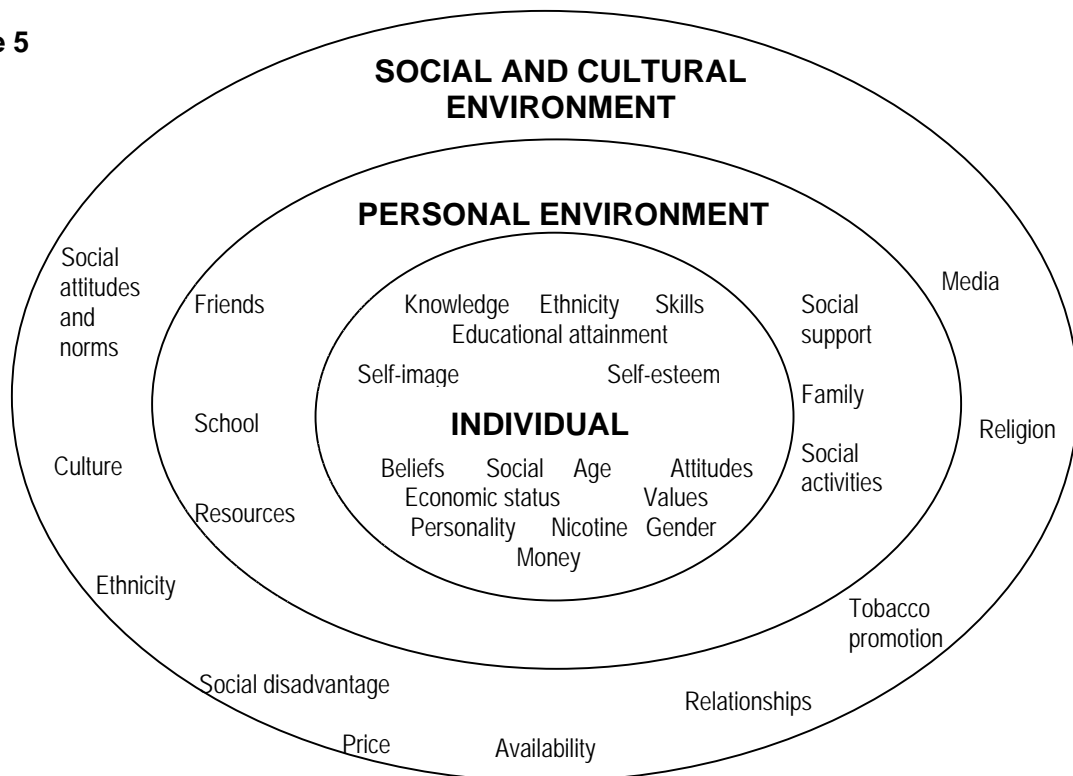 e 5
SOCIAL AND CULTURAL
ENVIRONMENT
PERSONAL ENVIRONMENT
Social
attitudes
and
norms
Friends
Knowledge Ethnicity Skills
Educational attainment
Social
support
Media
Self-image Self-esteem
Family
School
INDIVIDUAL
Religion
Culture
Beliefs Social Age Attitudes
Economic status Values
Personality Nicotine Gender
Money
Social
activities
Resources
Ethnicity
Tobacco
promotion
Social disadvantage
Relationships
Price
Availability